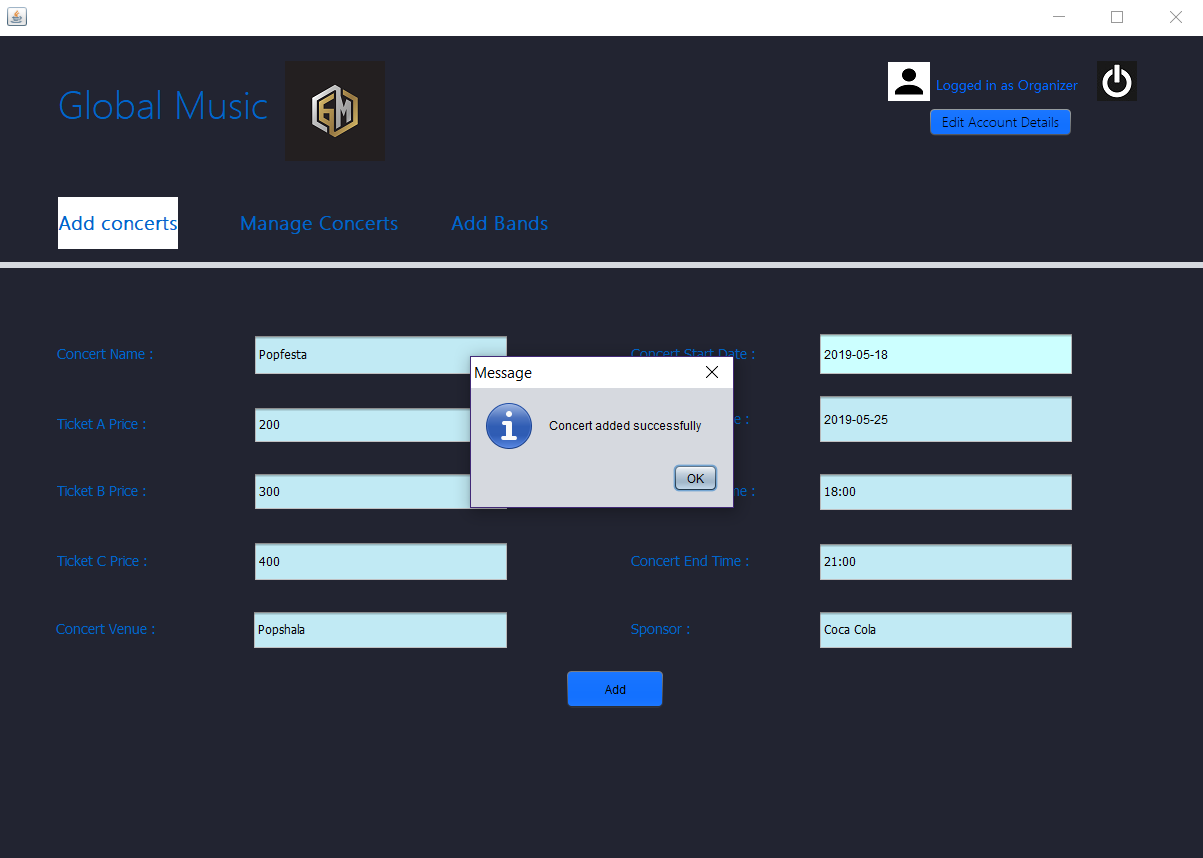 Global Music
GM
Logged in as Organizer
Edit Account Details
Add concerts
Manage Concerts
Add Bands
Concert Name :
Popfesta
Concert Start Date :
2019-05-18
Message
Concert added successfully
OK
Ticket A Price :
200
e :
2019-05-25
Ticket B Price :
300
ne :
18:00
Ticket C Price :
400
Concert End Time :
21:00
Concert Venue :
Popshala
Sponsor :
Coca Cola
Add